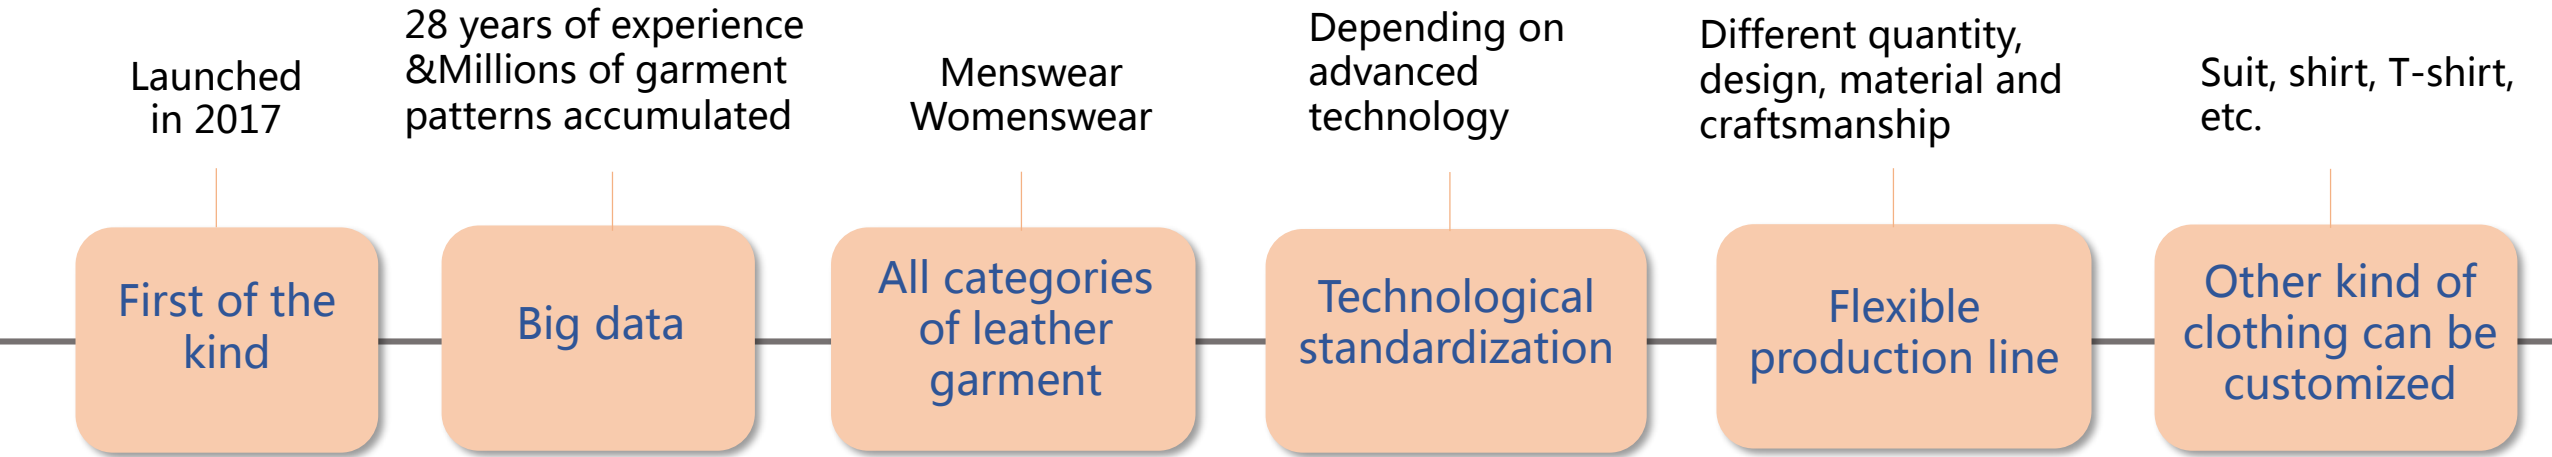 Launched
in 2017
First of the
kind
28 years of experience
&Millions of garment
patterns accumulated
Big data
Menswear
Womenswear
All categories
of leather
garment
Depending on
advanced
technology
Technological
standardization
Different quantity,
design, material and
craftsmanship
Flexible
production line
Suit, shirt, T-shirt,
etc.
Other kind of
clothing can be
customized